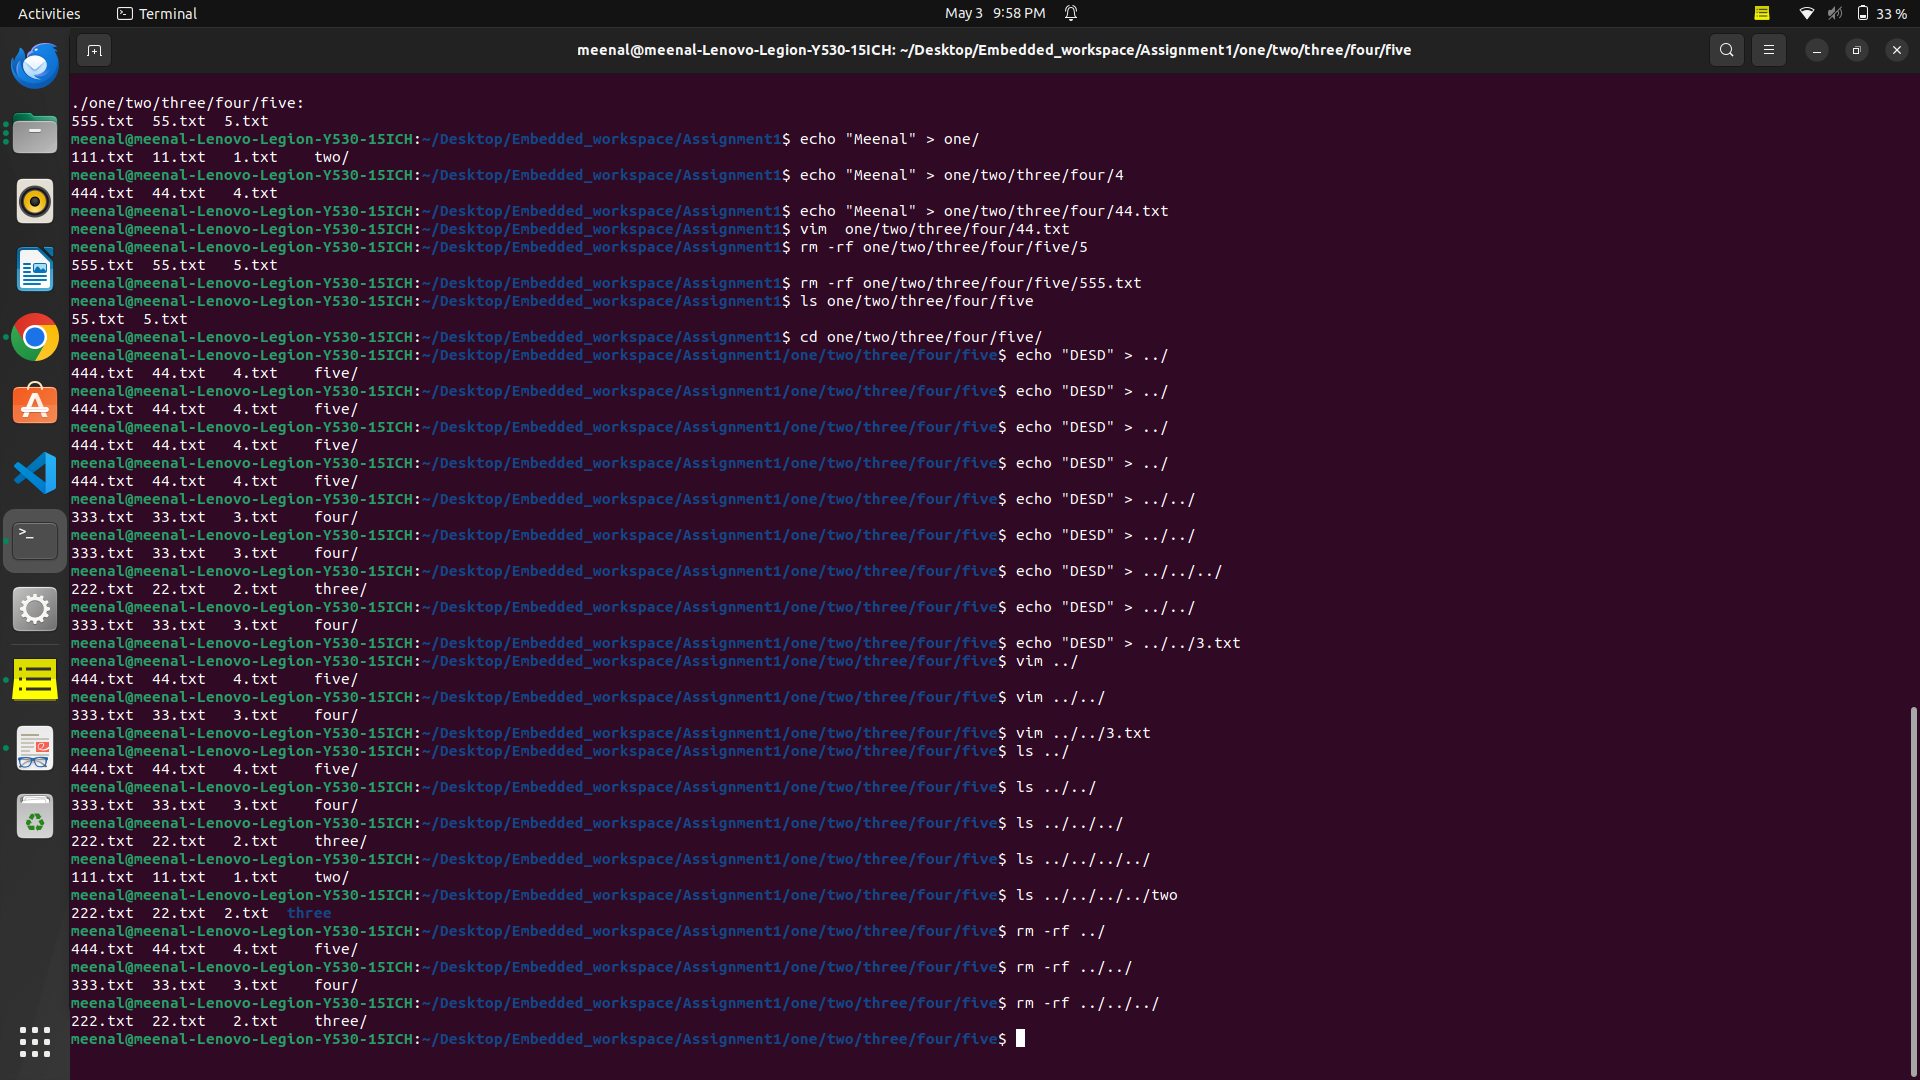 Activities Terminal May 3 9:58 PM 33 %
meenal@meenal-Lenovo-Legion-Y530-15ICH: ~/Desktop/Embedded_workspace/Assignment1/one/two/three/four/five
./one/two/three/four/five:
555.txt  55.txt  5.txt
meenal@meenal-Lenovo-Legion-Y530-15ICH:~/Desktop/Embedded_workspace/Assignment1$ echo "Meenal" > one/
111.txt  11.txt   1.txt    two/
meenal@meenal-Lenovo-Legion-Y530-15ICH:~/Desktop/Embedded_workspace/Assignment1$ echo "Meenal" > one/two/three/four/4
444.txt  44.txt   4.txt
meenal@meenal-Lenovo-Legion-Y530-15ICH:~/Desktop/Embedded_workspace/Assignment1$ echo "Meenal" > one/two/three/four/44.txt
meenal@meenal-Lenovo-Legion-Y530-15ICH:~/Desktop/Embedded_workspace/Assignment1$ vim  one/two/three/four/44.txt
meenal@meenal-Lenovo-Legion-Y530-15ICH:~/Desktop/Embedded_workspace/Assignment1$ rm -rf one/two/three/four/five/5
555.txt  55.txt   5.txt
meenal@meenal-Lenovo-Legion-Y530-15ICH:~/Desktop/Embedded_workspace/Assignment1$ rm -rf one/two/three/four/five/555.txt
meenal@meenal-Lenovo-Legion-Y530-15ICH:~/Desktop/Embedded_workspace/Assignment1$ ls one/two/three/four/five
55.txt  5.txt
meenal@meenal-Lenovo-Legion-Y530-15ICH:~/Desktop/Embedded_workspace/Assignment1$ cd one/two/three/four/five/
meenal@meenal-Lenovo-Legion-Y530-15ICH:~/Desktop/Embedded_workspace/Assignment1/one/two/three/four/five$ echo "DESD" > ../
444.txt  44.txt   4.txt    five/
meenal@meenal-Lenovo-Legion-Y530-15ICH:~/Desktop/Embedded_workspace/Assignment1/one/two/three/four/five$ echo "DESD" > ../
444.txt  44.txt   4.txt    five/
meenal@meenal-Lenovo-Legion-Y530-15ICH:~/Desktop/Embedded_workspace/Assignment1/one/two/three/four/five$ echo "DESD" > ../
444.txt  44.txt   4.txt    five/
meenal@meenal-Lenovo-Legion-Y530-15ICH:~/Desktop/Embedded_workspace/Assignment1/one/two/three/four/five$ echo "DESD" > ../
444.txt  44.txt   4.txt    five/
meenal@meenal-Lenovo-Legion-Y530-15ICH:~/Desktop/Embedded_workspace/Assignment1/one/two/three/four/five$ echo "DESD" > ../../
333.txt  33.txt   3.txt    four/
meenal@meenal-Lenovo-Legion-Y530-15ICH:~/Desktop/Embedded_workspace/Assignment1/one/two/three/four/five$ echo "DESD" > ../../
333.txt  33.txt   3.txt    four/
meenal@meenal-Lenovo-Legion-Y530-15ICH:~/Desktop/Embedded_workspace/Assignment1/one/two/three/four/five$ echo "DESD" > ../../../
222.txt  22.txt   2.txt    three/
meenal@meenal-Lenovo-Legion-Y530-15ICH:~/Desktop/Embedded_workspace/Assignment1/one/two/three/four/five$ echo "DESD" > ../../
333.txt  33.txt   3.txt    four/
meenal@meenal-Lenovo-Legion-Y530-15ICH:~/Desktop/Embedded_workspace/Assignment1/one/two/three/four/five$ echo "DESD" > ../../3.txt
meenal@meenal-Lenovo-Legion-Y530-15ICH:~/Desktop/Embedded_workspace/Assignment1/one/two/three/four/five$ vim ../
444.txt  44.txt   4.txt    five/
meenal@meenal-Lenovo-Legion-Y530-15ICH:~/Desktop/Embedded_workspace/Assignment1/one/two/three/four/five$ vim ../../
333.txt  33.txt   3.txt    four/
meenal@meenal-Lenovo-Legion-Y530-15ICH:~/Desktop/Embedded_workspace/Assignment1/one/two/three/four/five$ vim ../../3.txt
meenal@meenal-Lenovo-Legion-Y530-15ICH:~/Desktop/Embedded_workspace/Assignment1/one/two/three/four/five$ ls ../
444.txt  44.txt   4.txt    five/
meenal@meenal-Lenovo-Legion-Y530-15ICH:~/Desktop/Embedded_workspace/Assignment1/one/two/three/four/five$ ls ../../
333.txt  33.txt   3.txt    four/
meenal@meenal-Lenovo-Legion-Y530-15ICH:~/Desktop/Embedded_workspace/Assignment1/one/two/three/four/five$ ls ../../../
222.txt  22.txt   2.txt    three/
meenal@meenal-Lenovo-Legion-Y530-15ICH:~/Desktop/Embedded_workspace/Assignment1/one/two/three/four/five$ ls ../../../../
111.txt  11.txt   1.txt    two/
meenal@meenal-Lenovo-Legion-Y530-15ICH:~/Desktop/Embedded_workspace/Assignment1/one/two/three/four/five$ ls ../../../../two
222.txt  22.txt  2.txt  three
meenal@meenal-Lenovo-Legion-Y530-15ICH:~/Desktop/Embedded_workspace/Assignment1/one/two/three/four/five$ rm -rf ../
444.txt  44.txt   4.txt    five/
meenal@meenal-Lenovo-Legion-Y530-15ICH:~/Desktop/Embedded_workspace/Assignment1/one/two/three/four/five$ rm -rf ../../
333.txt  33.txt   3.txt    four/
meenal@meenal-Lenovo-Legion-Y530-15ICH:~/Desktop/Embedded_workspace/Assignment1/one/two/three/four/five$ rm -rf ../../../
222.txt  22.txt   2.txt    three/
meenal@meenal-Lenovo-Legion-Y530-15ICH:~/Desktop/Embedded_workspace/Assignment1/one/two/three/four/five$